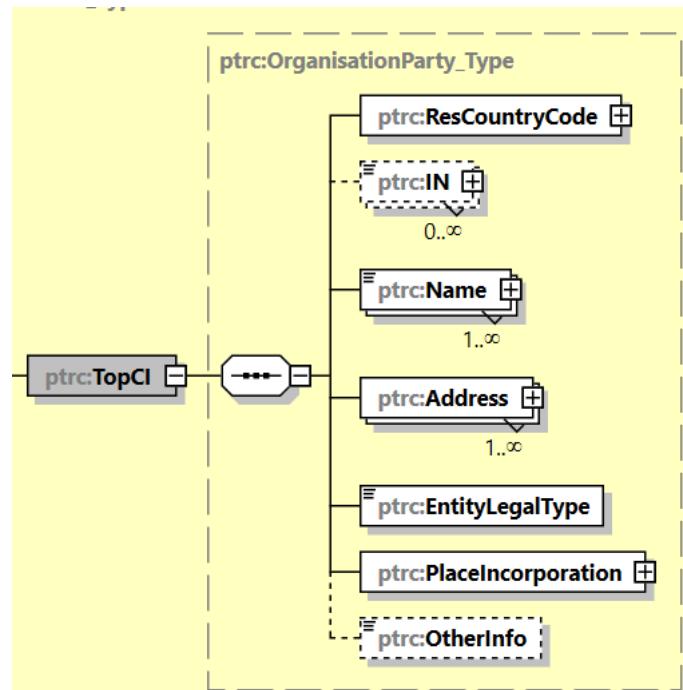 ptrc:OrganisationParty_Type
ptrc:ResCountryCode
ptrc:IN
0..∞
ptrc:Name
1..∞
ptrc:TopCI
ptrc:Address
1..∞
ptrc:EntityLegalType
ptrc:PlaceIncorporation
ptrc:OtherInfo